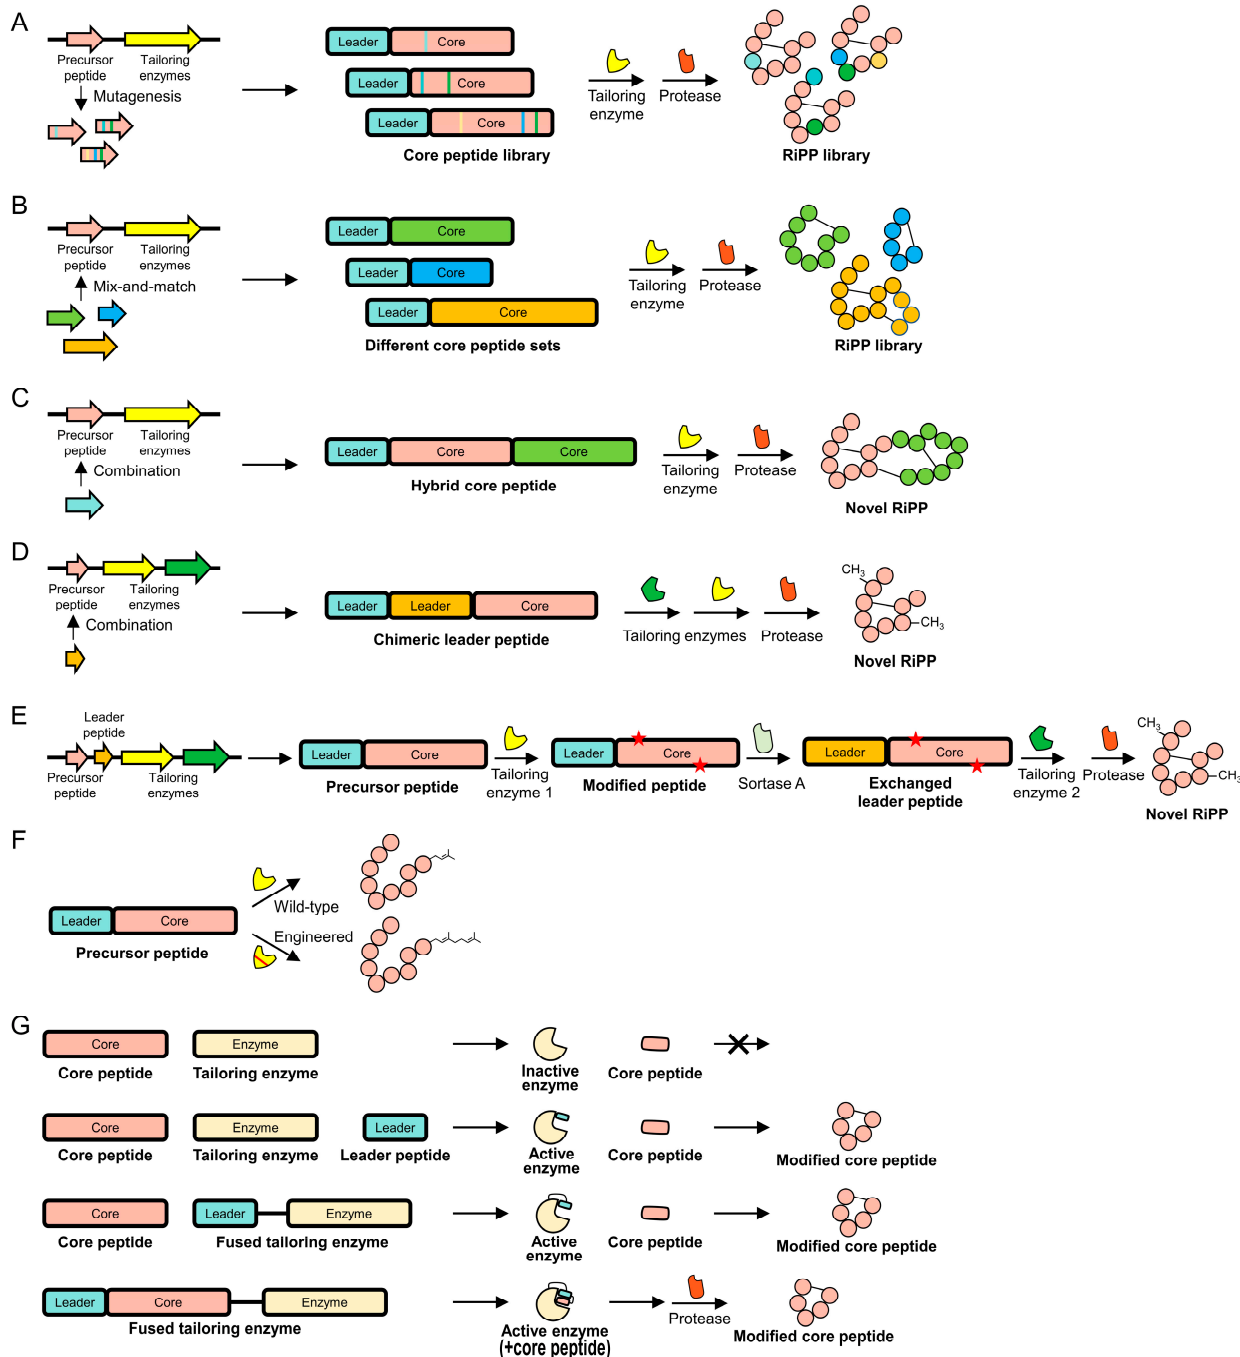 A
Precursor peptide
Tailoring enzymes
Mutagenesis
Leader
Core
Leader
Core
Leader
Core
Core peptide library
Tailoring enzyme
Protease
RiPP library
B
Precursor peptide
Tailoring enzymes
Mix-and-match
Leader
Core
Leader
Core
Leader
Core
Different core peptide sets
Tailoring enzyme
Protease
RiPP library
C
Precursor peptide
Tailoring enzymes
Combination
Leader
Core
Core
Hybrid core peptide
Tailoring enzyme
Protease
Novel RiPP
D
Precursor peptide
Tailoring enzymes
Combination
Leader
Leader
Core
Chimeric leader peptide
Tailoring enzymes
Protease
CH3
CH3
Novel RiPP
E
Leader peptide
Precursor peptide
Tailoring enzymes
Leader
Core
Precursor peptide
Tailoring enzyme 1
Leader
Core
Modified peptide
Sortase A
Leader
Core
Exchanged leader peptide
Tailoring enzyme 2
Protease
CH3
CH3
Novel RiPP
F
Leader
Core
Precursor peptide
Wild-type
Engineered
G
Core
Core peptide
Enzyme
Tailoring enzyme
Inactive enzyme
Core peptide
Core
Core peptide
Enzyme
Tailoring enzyme
Leader
Leader peptide
Active enzyme
Core peptide
Modified core peptide
Core
Core peptide
Leader
Enzyme
Fused tailoring enzyme
Active enzyme
Core peptide
Modified core peptide
Leader
Core
Enzyme
Fused tailoring enzyme
Active enzyme (+core peptide)
Protease
Modified core peptide